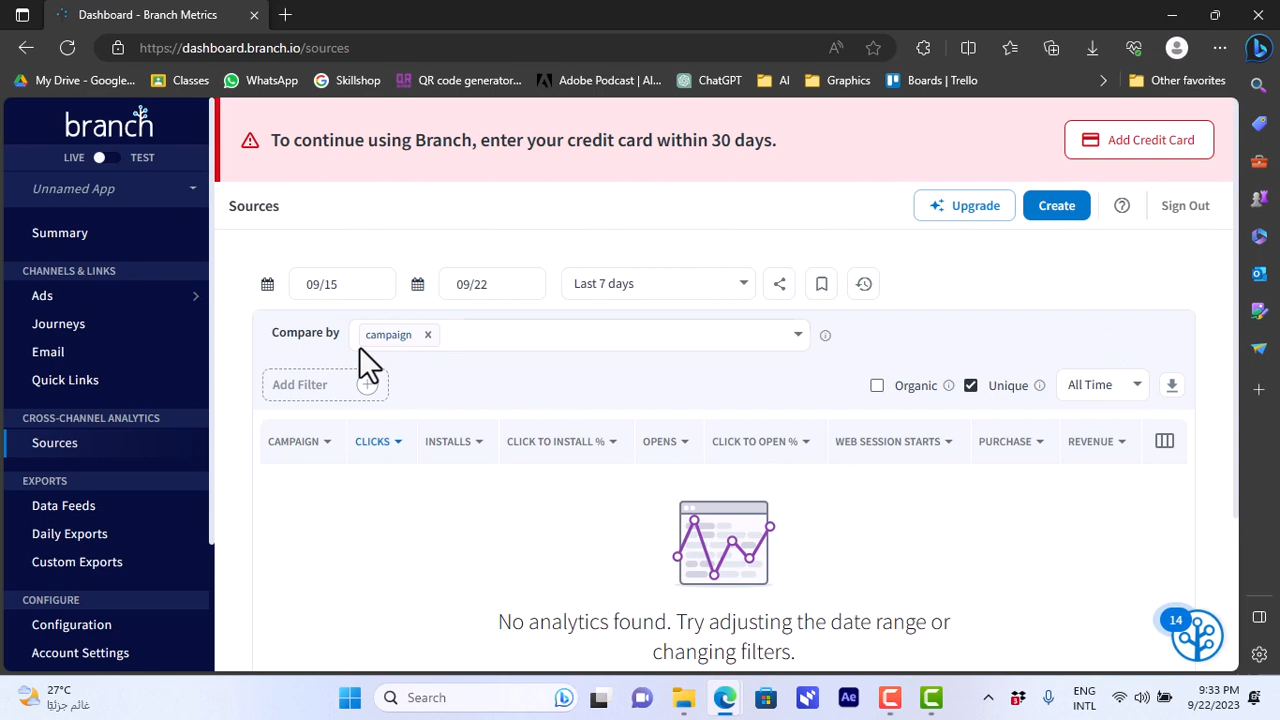 Dashboard - Branch Metrics
https://dashboard.branch.io/sources
My Drive - Google...
Classes
WhatsApp
Skillshop
QR code generator...
Adobe Podcast | AI...
ChatGPT
AI
Graphics
Boards | Trello
Other favorites
branch
LIVE
TEST
Unnamed App
Summary
CHANNELS & LINKS
Ads
Journeys
Email
Quick Links
CROSS-CHANNEL ANALYTICS
Sources
EXPORTS
Data Feeds
Daily Exports
Custom Exports
CONFIGURE
Configuration
Account Settings
To continue using Branch, enter your credit card within 30 days.
Add Credit Card
Sources
Upgrade
Create
Sign Out
09/15
09/22
Last 7 days
Compare by
campaign
Add Filter
Organic
Unique
All Time
CAMPAIGN
CLICKS
INSTALLS
CLICK TO INSTALL %
OPENS
CLICK TO OPEN %
WEB SESSION STARTS
PURCHASE
REVENUE
No analytics found. Try adjusting the date range or
changing filters.
14
27°C
غائم جزئيًا
Search
Ae
3
ENG
INTL
9:33 PM
9/22/2023